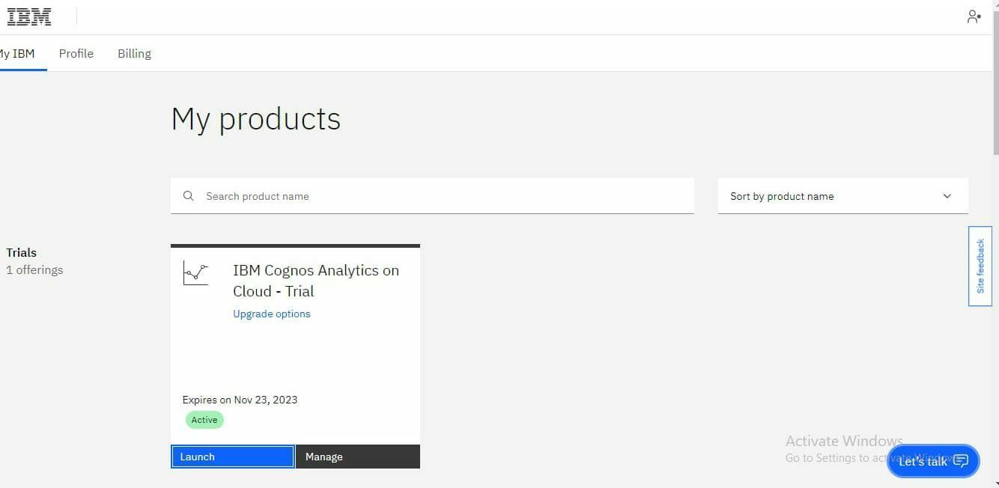 IBM
My IBM Profile Billing
My products
Search product name
Sort by product name
Trials
1 offerings
IBM Cognos Analytics on
Cloud - Trial
Upgrade options
Expires on Nov 23, 2023
Active
Launch
Manage
Site feedback
Activate Windows
Go to Settings to activate Windows.
Let's talk